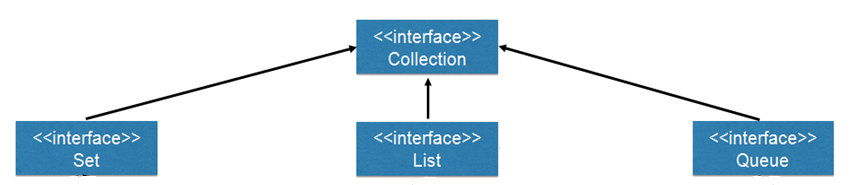 <<interface>>
Collection
<<interface>>
Set
<<interface>>
List
<<interface>>
Queue